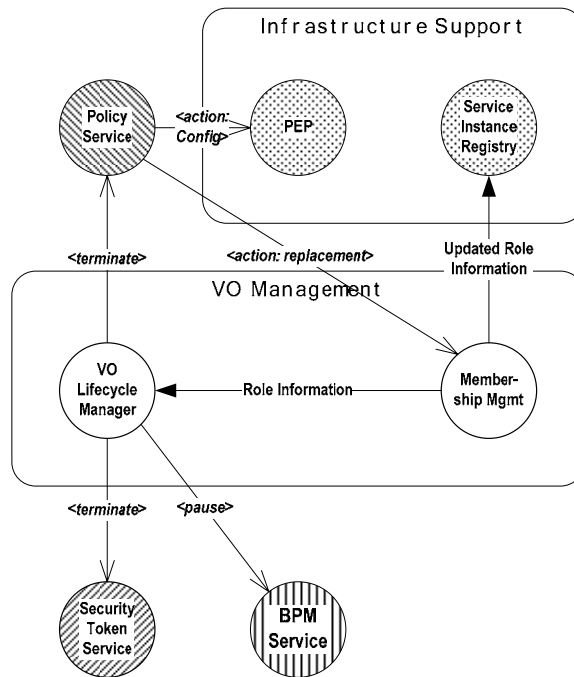 Infrastructure Support
Policy
Service
<action:
Config>
PEP
Service
Instance
Registry
<terminate>
<action: replacement>
Updated Role
Information
VO Management
VO
Lifecycle
Manager
Role Information
Member-
ship Mgmt
<terminate>
<pause>
Security
Token
Service
BPM
Service